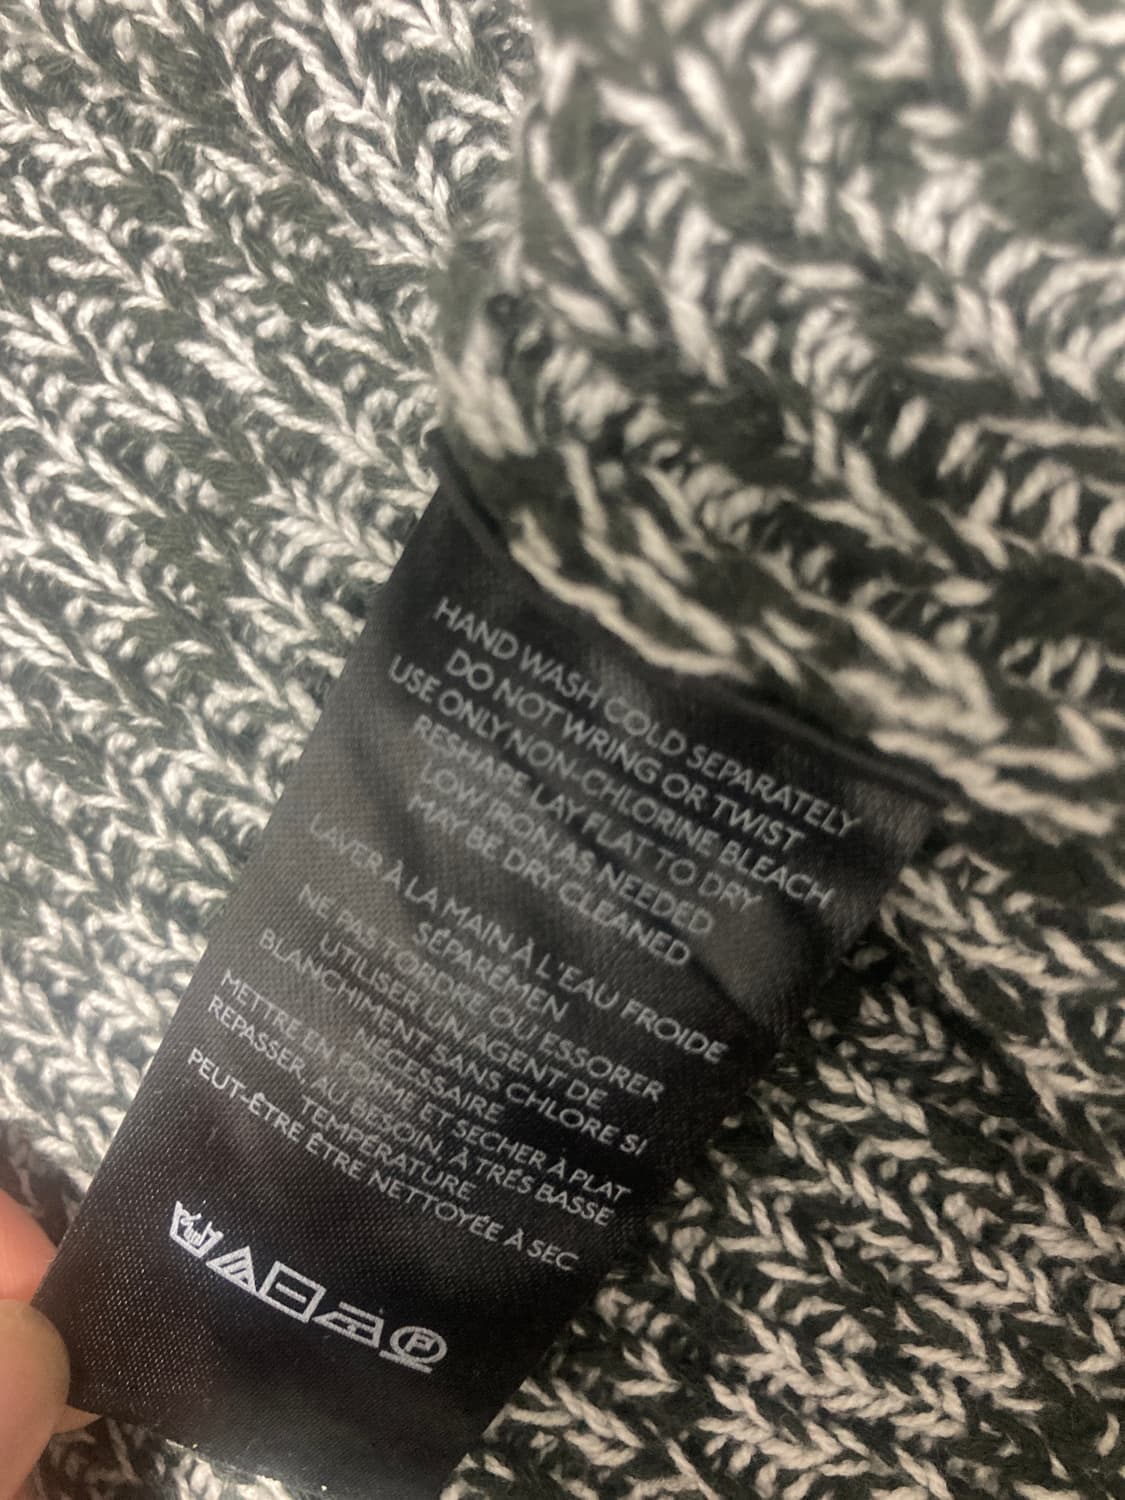 HAND WASH COLD SEPARATELY
DO NOT WRING OR TWIST
USE ONLY NON-CHLORINE BLEACH
RESHAPE, LAY FLAT TO DRY
LOW IRON AS NEEDED
MAY BE DRY CLEANED
LAVER À LA MAIN À L'EAU FROIDE
SÉPARÉMEN
NE PAS TORDRE OU ESSORER
UTILISER UN AGENT DE
BLANCHIMENT SANS CHLORE SI
NÉCESSAIRE
METTRE EN FORME ET SECHER À PLAT
REPASSER, AU BESOIN, À TRÉS BASSE
TEMPÉRATURE
PEUT-ÊTRE ÊTRE NETTOYÉE À SEC
P